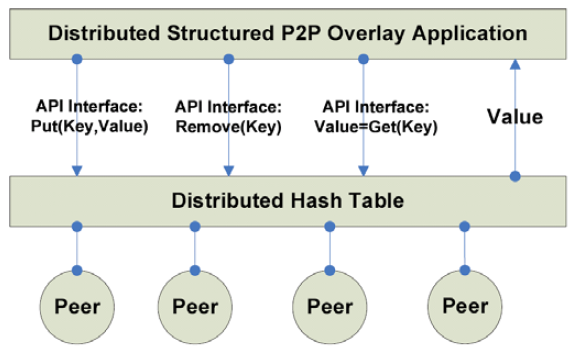 Distributed Structured P2P Overlay Application
API Interface:
Put(Key,Value)
API Interface:
Remove(Key)
API Interface:
Value=Get(Key)
Value
Distributed Hash Table
Peer
Peer
Peer
Peer